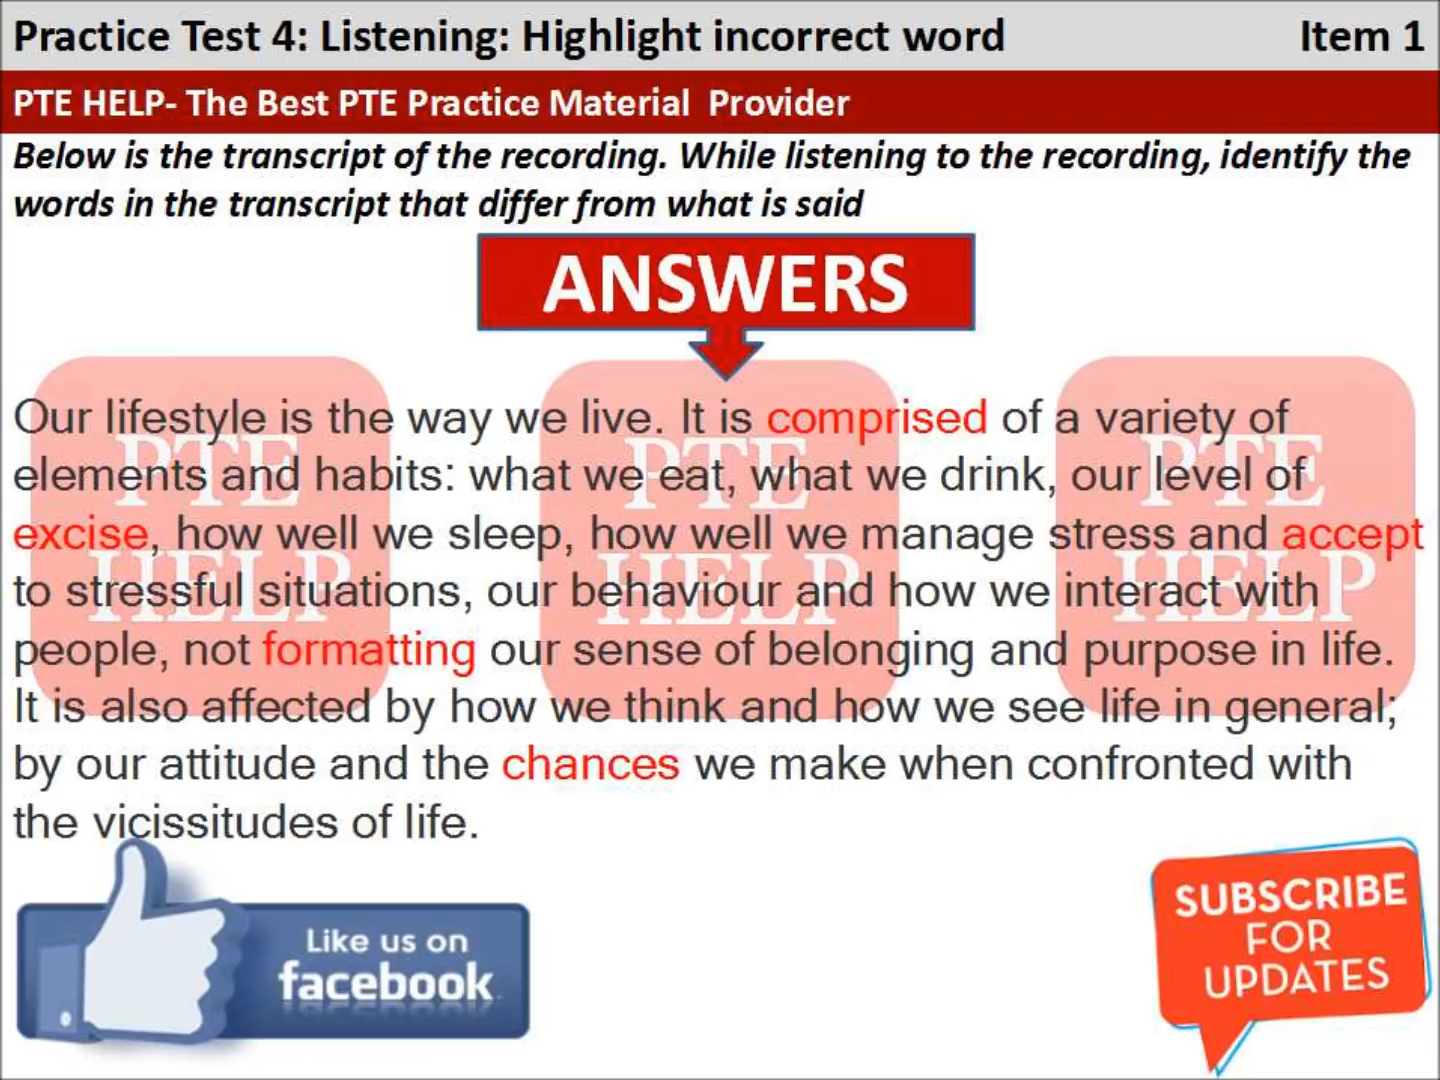 Practice Test 4: Listening: Highlight incorrect word Item 1
PTE HELP- The Best PTE Practice Material Provider
Below is the transcript of the recording. While listening to the recording, identify the
words in the transcript that differ from what is said
ANSWERS
Our lifestyle is the way we live. It is comprised of a variety of
elements and habits: what we eat, what we drink, our level of
excise, how well we sleep, how well we manage stress and accept
to stressful situations, our behaviour and how we interact with
people, not formatting our sense of belonging and purpose in life.
It is also affected by how we think and how we see life in general;
by our attitude and the chances we make when confronted with
the vicissitudes of life.
PTE
HELP
PTE
HELP
PTE
HELP
Like us on
facebook
SUBSCRIBE
FOR
UPDATES